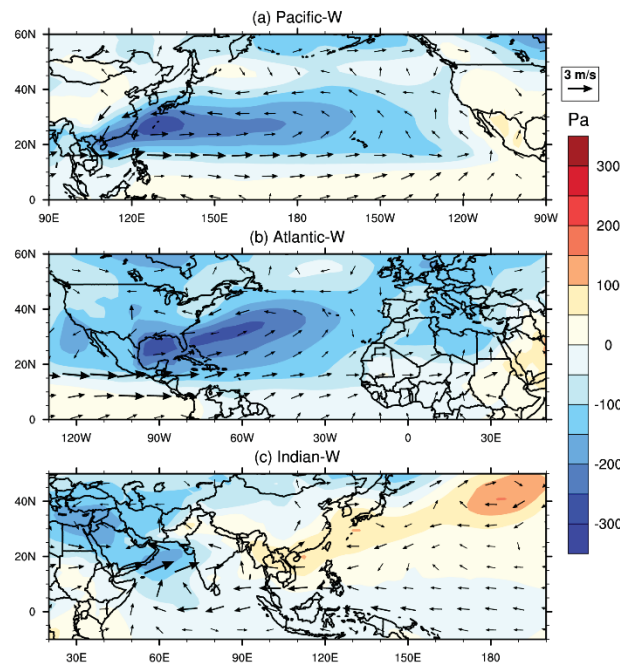 (a) Pacific-W
60N
40N
20N
0
90E 120E 150E 180 150W 120W 90W
3 m/s
Pa
300
200
100
0
-100
-200
-300
(b) Atlantic-W
60N
40N
20N
0
120W 90W 60W 30W 0 30E
(c) Indian-W
40N
20N
0
30E 60E 90E 120E 150E 180